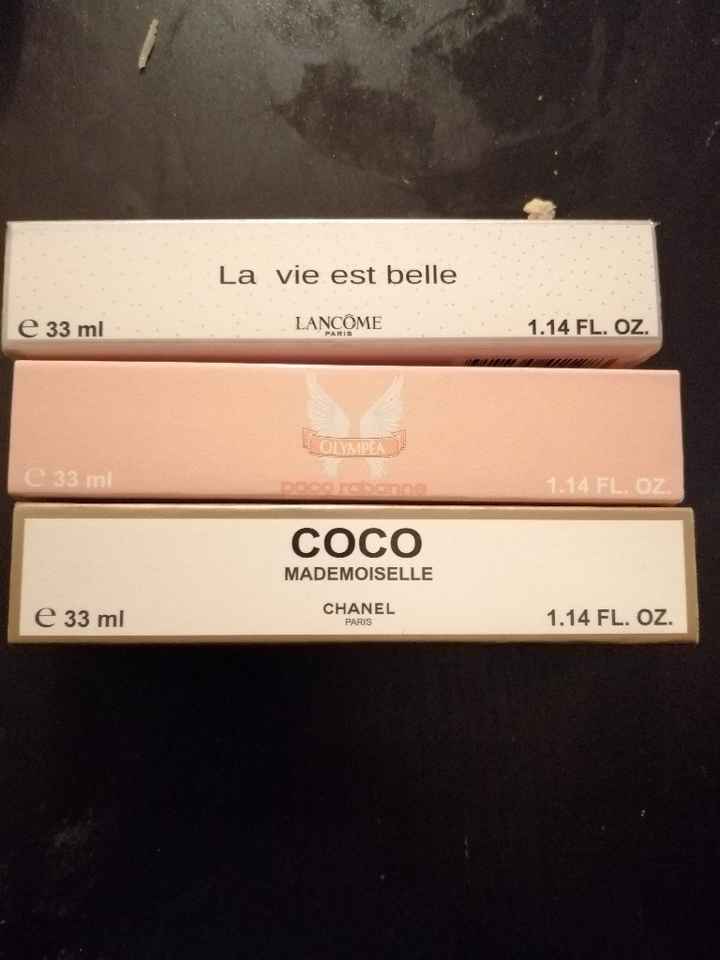 La vie est belle
LANCÔME
PARIS
e 33 ml
1.14 FL. OZ.
OLYMPÉA
paco rabanne
e 33 ml
1.14 FL. OZ.
COCO
MADEMOISELLE
CHANEL
PARIS
e 33 ml
1.14 FL. OZ.